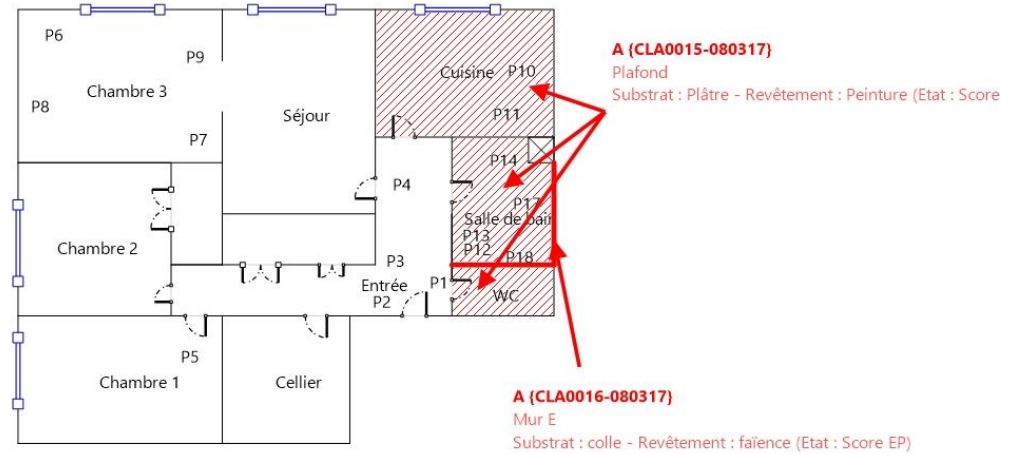 P6
P9
Chambre 3
P8
P7
Séjour
Cuisine P10
P11
A {CLA0015-080317}
Plafond
Substrat : Plâtre - Revêtement : Peinture (Etat : Score
P14
P4
P17
Salle de bain
P13
P12
P18
Chambre 2
P3
Entrée
P1
P2
WC
P5
Chambre 1
Cellier
A {CLA0016-080317}
Mur E
Substrat : colle - Revêtement : faïence (Etat : Score EP)